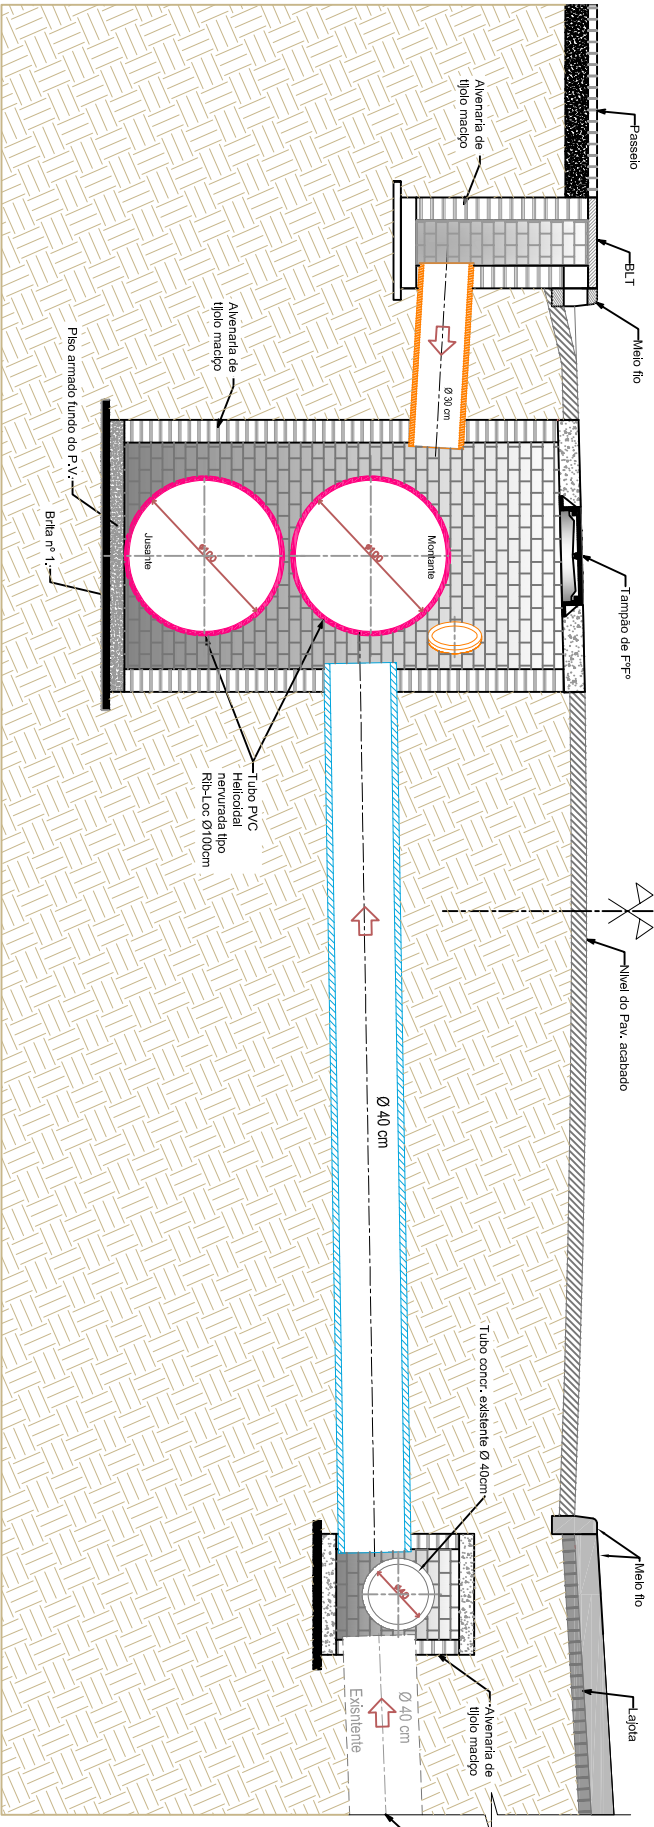 Passeio
BLT
Meio fio
Tampão de FºFº
Nível do Pav. acabado
Meio fio
Lajota
Alvenaria de
tijolo maciço
Ø 30 cm
Alvenaria de
tijolo maciço
Piso armado fundo do P.V.
Brita nº 1.
Montante
Ø100
Jusante
Ø100
Tubo PVC
Helicoidal
nervurada tipo
Rib-Loc Ø100cm
Ø 40 cm
Tubo concr. existente Ø 40cm
Ø40
Alvenaria de
tijolo maciço
Ø 40 cm
Exisntente